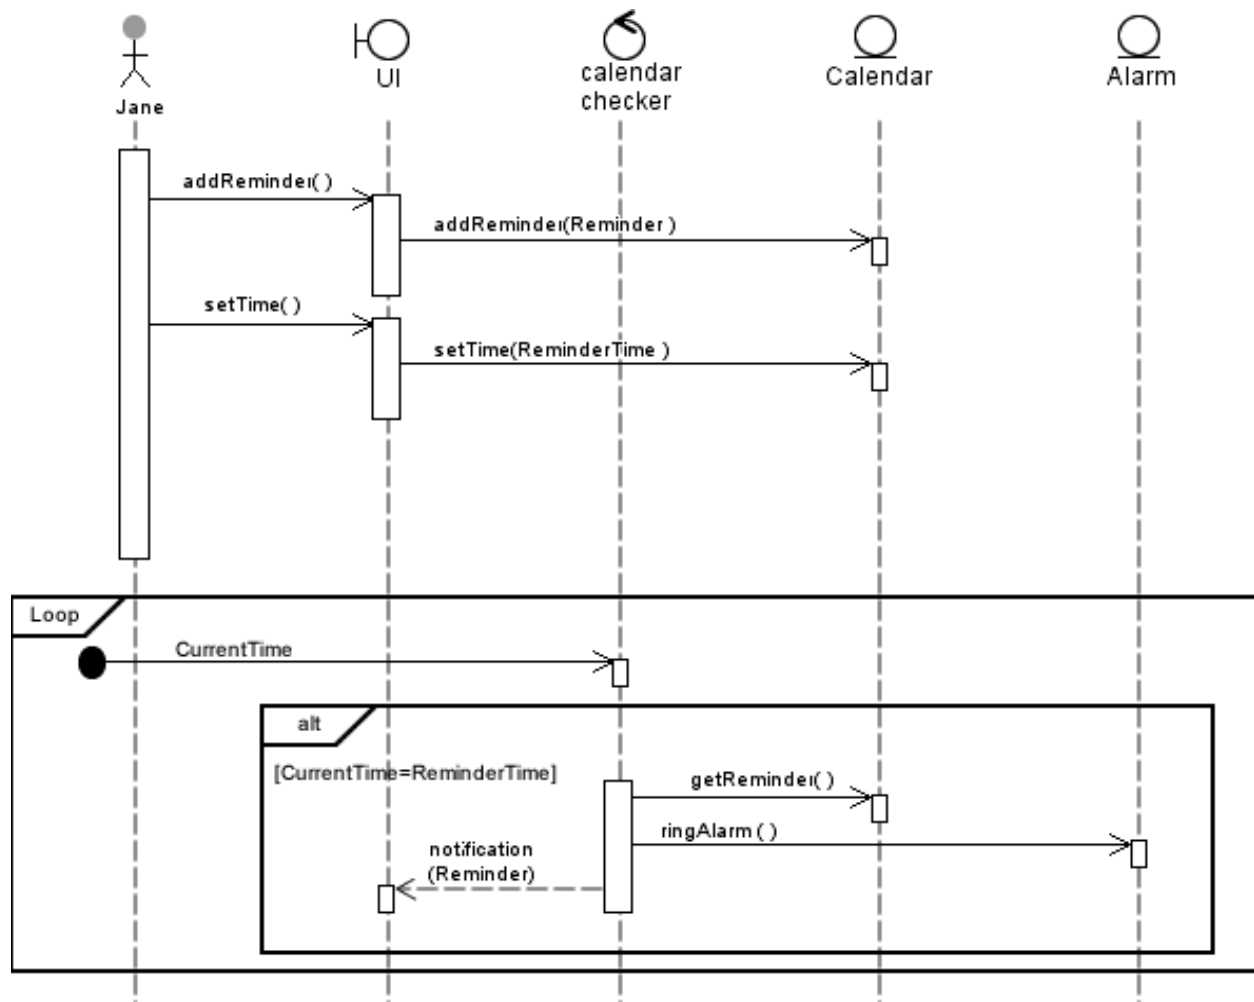 Jane
UI
calendar
checker
Calendar
Alarm
addReminder( )
addReminder(Reminder )
setTime( )
setTime(ReminderTime )
Loop
CurrentTime
alt
[CurrentTime=ReminderTime]
getReminder( )
ringAlarm ( )
notification
(Reminder)